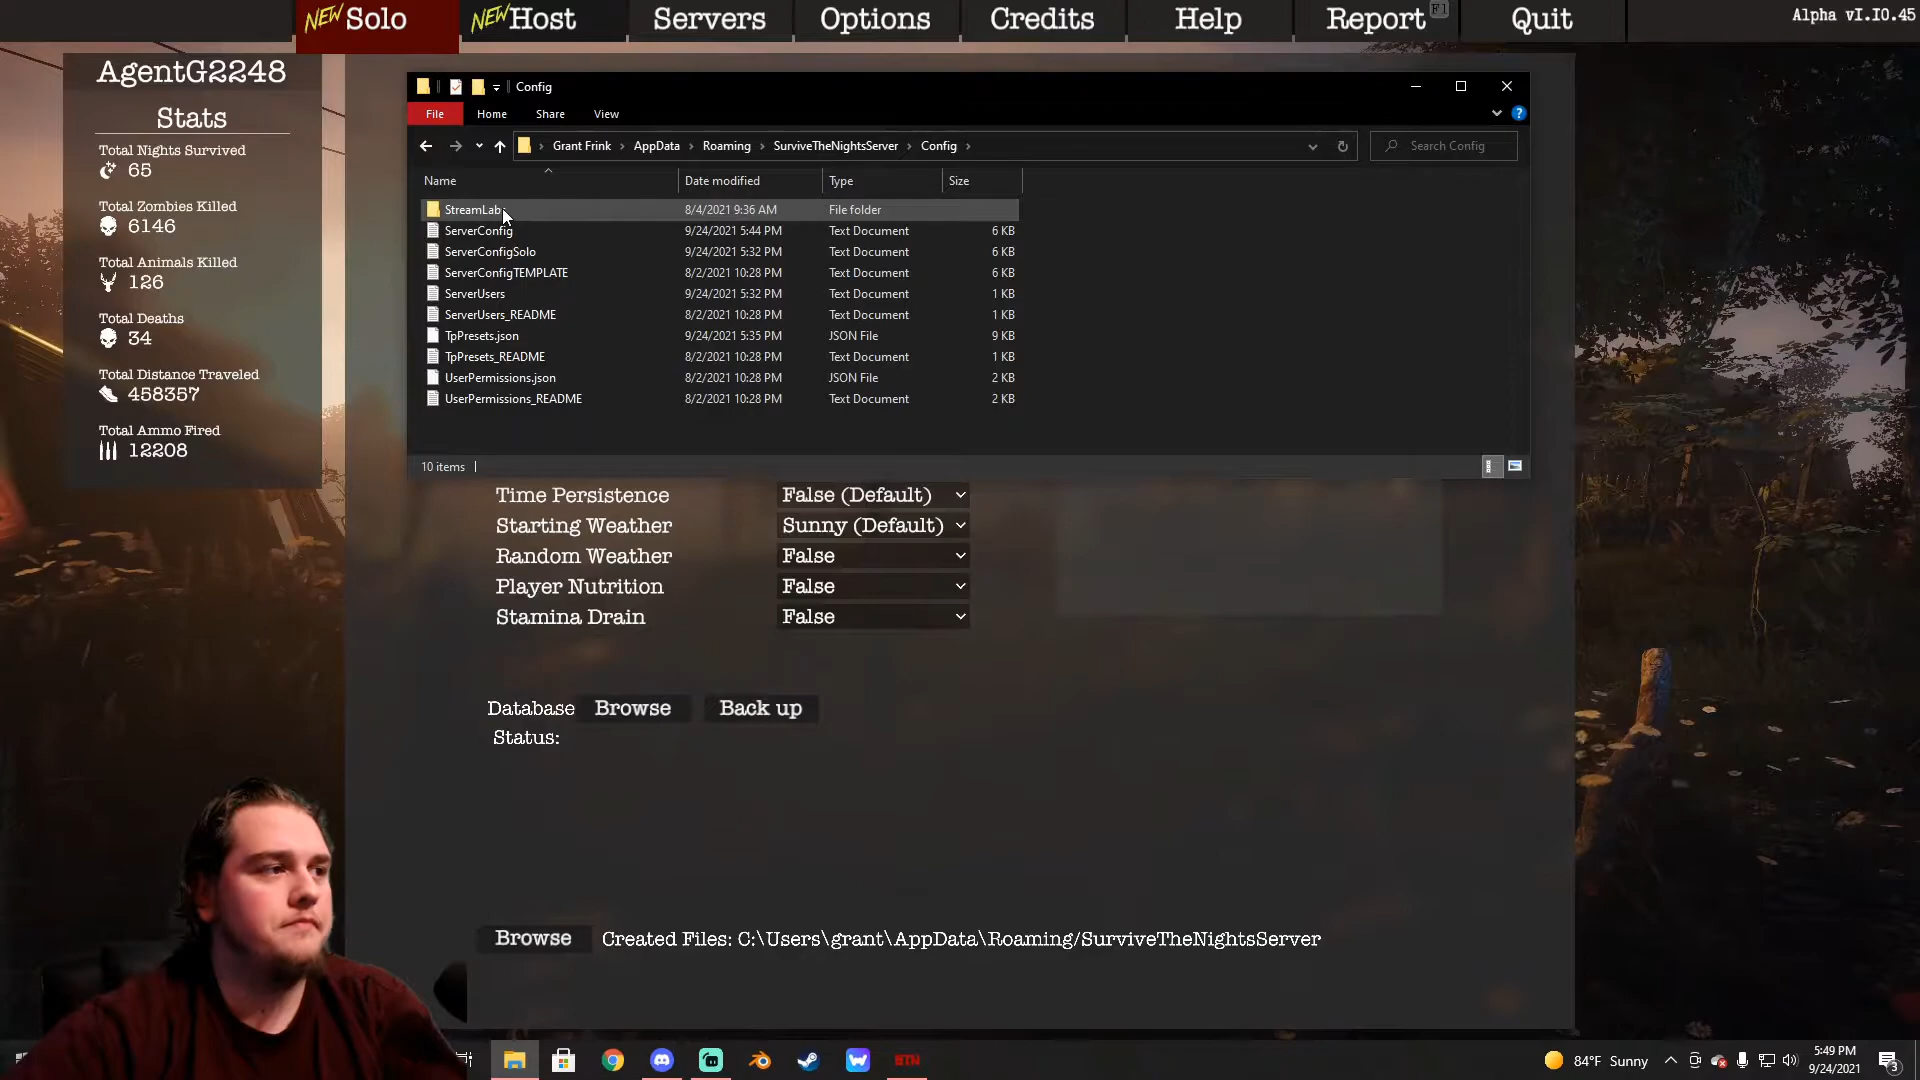 NEW Solo
NEW Host
Servers
Options
Credits
Help
Report F1
Quit
Alpha v1.10.45
AgentG2248
Stats
Total Nights Survived
65
Total Zombies Killed
6146
Total Animals Killed
126
Total Deaths
34
Total Distance Traveled
458357
Total Ammo Fired
12208
Config
File Home Share View
Grant Frink › AppData › Roaming › SurviveTheNightsServer › Config ›
Search Config
Name Date modified Type Size
StreamLab 8/4/2021 9:36 AM File folder
ServerConfig 9/24/2021 5:44 PM Text Document 6 KB
ServerConfigSolo 9/24/2021 5:32 PM Text Document 6 KB
ServerConfigTEMPLATE 8/2/2021 10:28 PM Text Document 6 KB
ServerUsers 9/24/2021 5:32 PM Text Document 1 KB
ServerUsers_README 8/2/2021 10:28 PM Text Document 1 KB
TpPresets.json 9/24/2021 5:35 PM JSON File 9 KB
TpPresets_README 8/2/2021 10:28 PM Text Document 1 KB
UserPermissions.json 8/2/2021 10:28 PM JSON File 2 KB
UserPermissions_README 8/2/2021 10:28 PM Text Document 2 KB
10 items
Time Persistence False (Default)
Starting Weather Sunny (Default)
Random Weather False
Player Nutrition False
Stamina Drain False
Database Browse Back up
Status:
Browse Created Files: C:\Users\grant\AppData\Roaming/SurviveTheNightsServer
STN
84°F Sunny
5:49 PM
9/24/2021
3